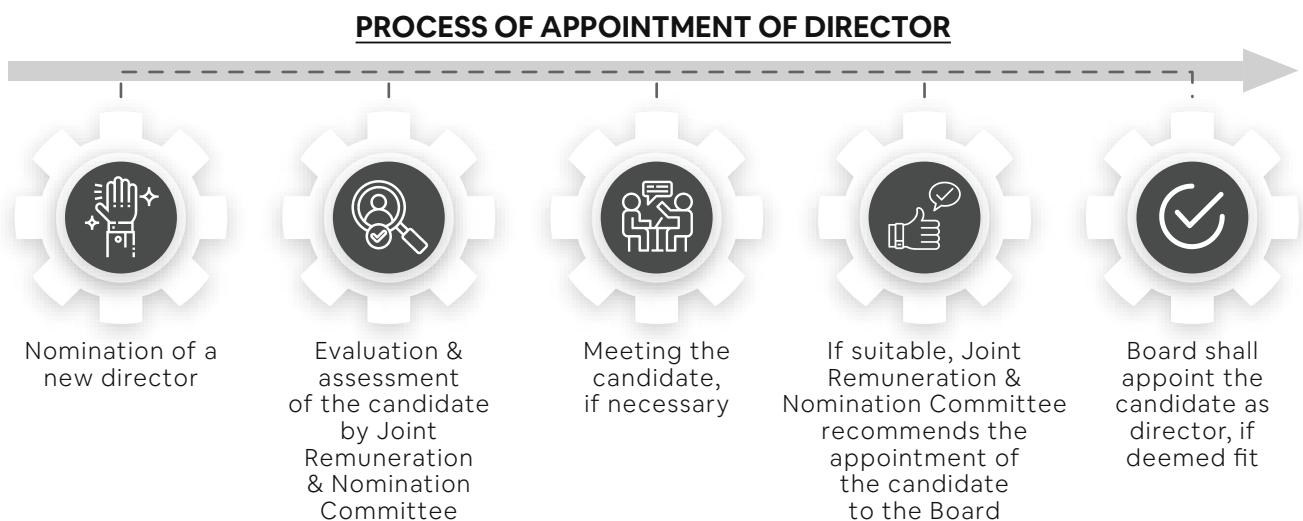 PROCESS OF APPOINTMENT OF DIRECTOR
Nomination of a
new director
Evaluation &
assessment
of the candidate
by Joint
Remuneration
& Nomination
Committee
Meeting the
candidate,
if necessary
If suitable, Joint
Remuneration &
Nomination Committee
recommends the
appointment of
the candidate
to the Board
Board shall
appoint the
candidate as
director, if
deemed fit